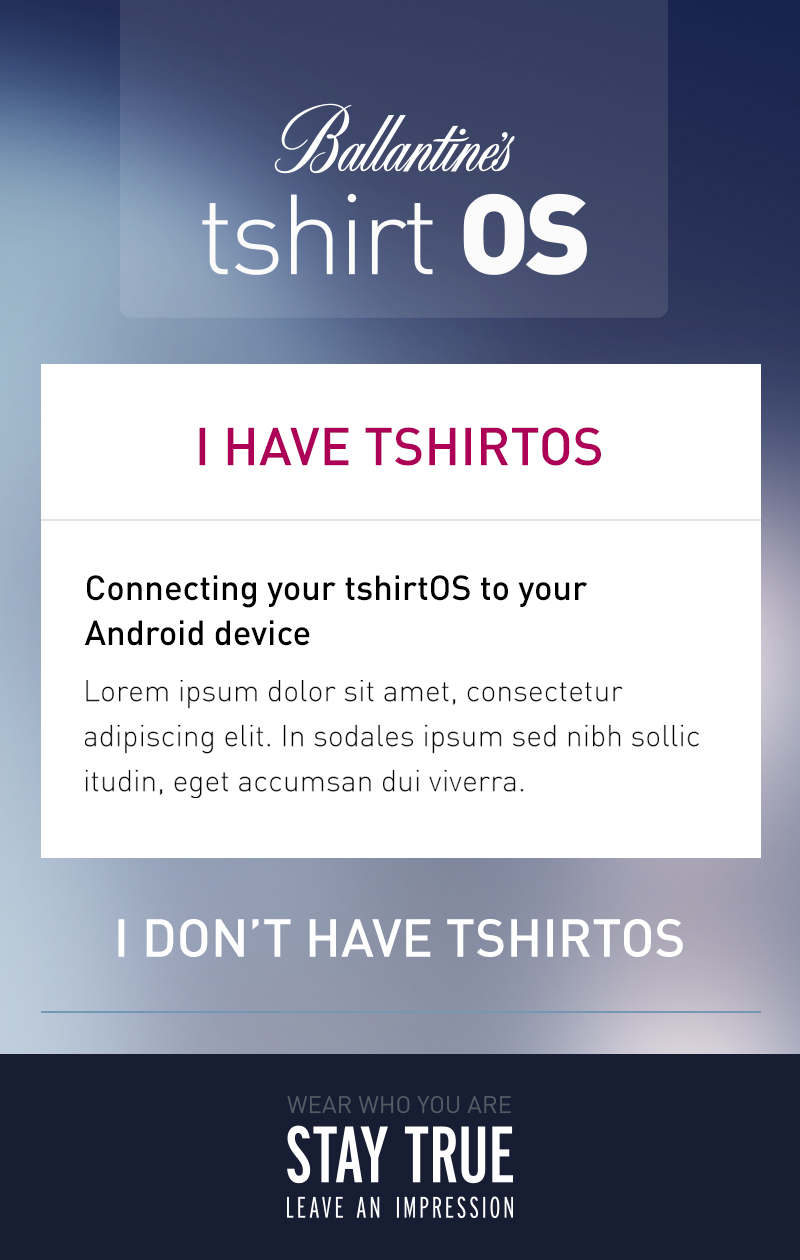 Ballantine's
tshirt OS
I HAVE TSHIRTOS
Connecting your tshirtOS to your
Android device
Lorem ipsum dolor sit amet, consectetur
adipiscing elit. In sodales ipsum sed nibh sollic
itudin, eget accumsan dui viverra.
I DON’T HAVE TSHIRTOS
WEAR WHO YOU ARE
STAY TRUE
LEAVE AN IMPRESSION